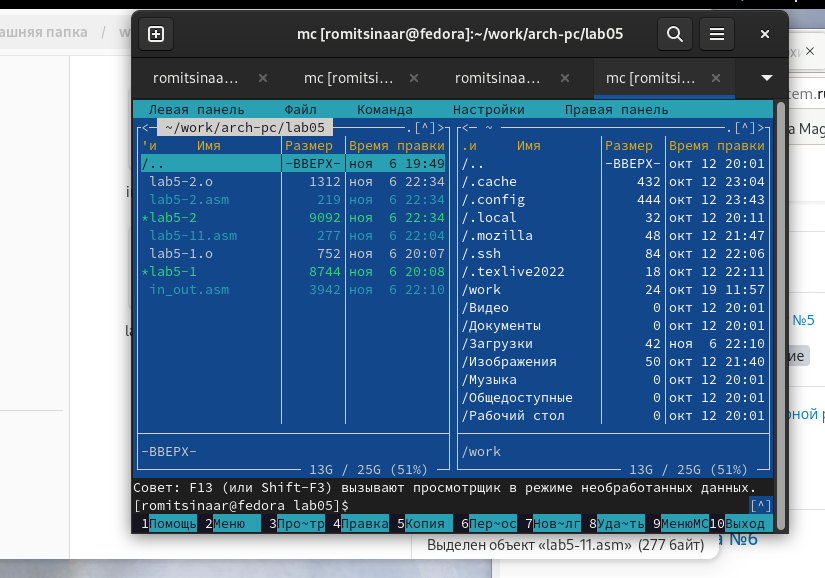 ашняя папка / w
mc [romitsinaar@fedora]:~/work/arch-pc/lab05
romitsinaa… × mc [romitsi… × romitsinaa… × mc [romitsi… ×
Левая панель Файл Команда Настройки Правая панель
<— ~/work/arch-pc/lab05 .[^]>
'и Имя Размер Время правки
/.. -ВВЕРХ- ноя 6 19:49
lab5-2.o 1312 ноя 6 22:34
lab5-2.asm 219 ноя 6 22:34
*lab5-2 9092 ноя 6 22:34
lab5-11.asm 277 ноя 6 22:04
lab5-1.o 752 ноя 6 20:07
*lab5-1 8744 ноя 6 20:08
in_out.asm 3942 ноя 6 22:10
-ВВЕРХ-
13G / 25G (51%)
<— ~ .[^]>
.и Имя Размер Время правки
/.. -ВВЕРХ- окт 12 20:01
/.cache 432 окт 12 23:04
/.config 444 окт 12 23:43
/.local 32 окт 12 20:11
/.mozilla 48 окт 12 21:47
/.ssh 84 окт 12 22:06
/.texlive2022 18 окт 12 22:11
/work 24 окт 19 11:57
/Видео 0 окт 12 20:01
/Документы 0 окт 12 20:01
/Загрузки 42 ноя 6 22:10
/Изображения 50 окт 12 21:40
/Музыка 0 окт 12 20:01
/Общедоступные 0 окт 12 20:01
/Рабочий стол 0 окт 12 20:01
/work
13G / 25G (51%)
Совет: F13 (или Shift-F3) вызывают просмотрщик в режиме необработанных данных.
[romitsinaar@fedora lab05]$ [^]
1Помощь 2Меню 3Про~тр 4Правка 5Копия 6Пер~ос 7Нов~лг 8Уда~ть 9МенюМС 10Выход
Выделен объект «lab5-11.asm» (277 байт)
tem.r
а Mag
№5
ие
рной р
а №6